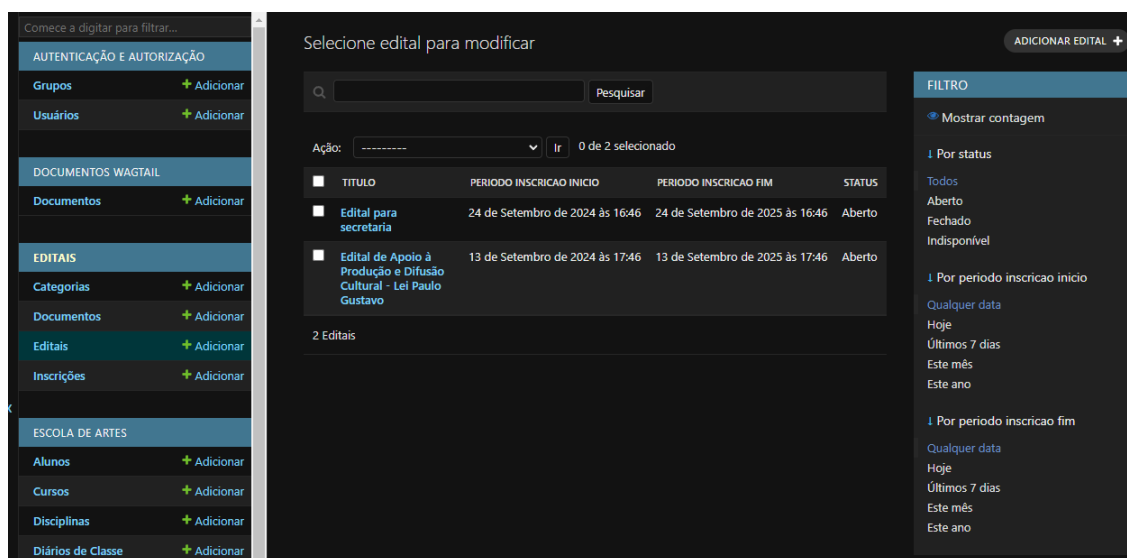 Comece a digitar para filtrar...
AUTENTICAÇÃO E AUTORIZAÇÃO
Grupos + Adicionar
Usuários + Adicionar
DOCUMENTOS WAGTAIL
Documentos + Adicionar
EDITAIS
Categorias + Adicionar
Documentos + Adicionar
Editais + Adicionar
Inscrições + Adicionar
ESCOLA DE ARTES
Alunos + Adicionar
Cursos + Adicionar
Disciplinas + Adicionar
Diários de Classe + Adicionar
Selecione edital para modificar
ADICIONAR EDITAL +
Pesquisar
Ação: --------- Ir 0 de 2 selecionado
TITULO PERIODO INSCRICAO INICIO PERIODO INSCRICAO FIM STATUS
Edital para 24 de Setembro de 2024 às 16:46 24 de Setembro de 2025 às 16:46 Aberto
secretaria
Edital de Apoio à 13 de Setembro de 2024 às 17:46 13 de Setembro de 2025 às 17:46 Aberto
Produção e Difusão
Cultural - Lei Paulo
Gustavo
2 Editais
FILTRO
Mostrar contagem
↓ Por status
Todos
Aberto
Fechado
Indisponível
↓ Por periodo inscricao inicio
Qualquer data
Hoje
Últimos 7 dias
Este mês
Este ano
↓ Por periodo inscricao fim
Qualquer data
Hoje
Últimos 7 dias
Este mês
Este ano